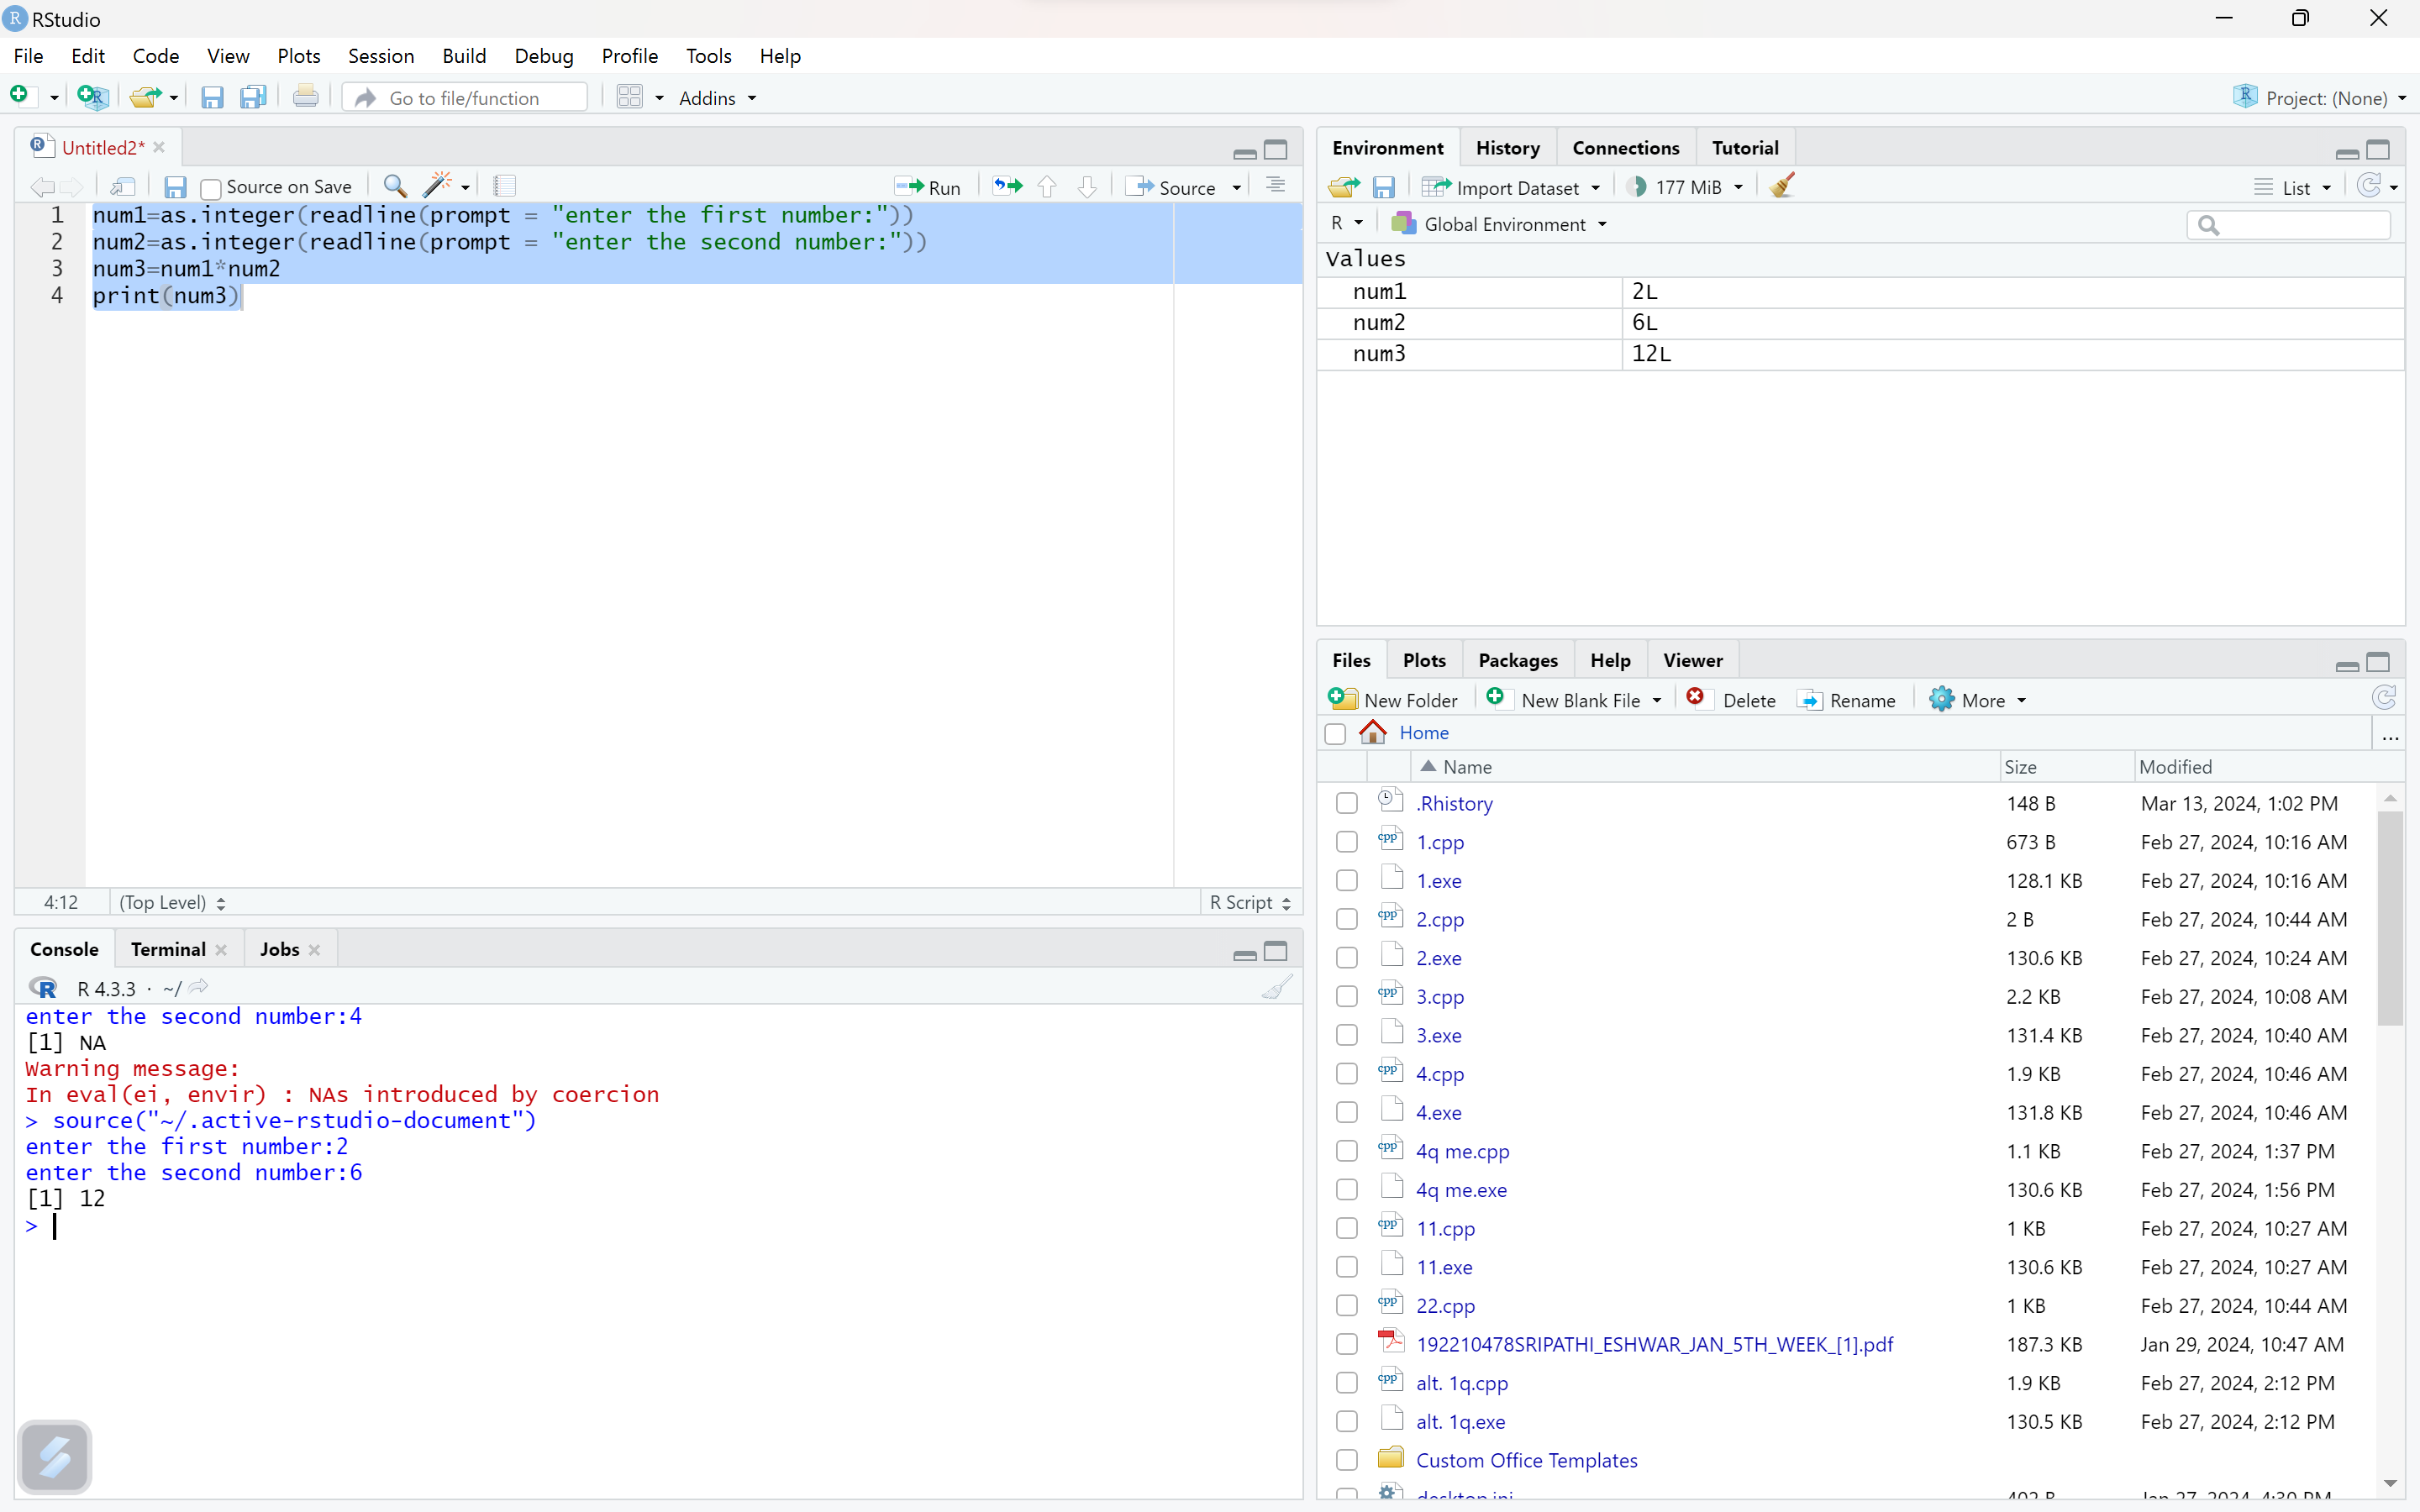 RStudio
File Edit Code View Plots Session Build Debug Profile Tools Help
Go to file/function Addins Project: (None)
Untitled2*
Source on Save Run Source
1 num1=as.integer(readline(prompt = "enter the first number:"))
2 num2=as.integer(readline(prompt = "enter the second number:"))
3 num3=num1*num2
4 print(num3)
4:12 (Top Level) R Script
Console Terminal Jobs
R 4.3.3 · ~/
enter the second number:4
[1] NA
Warning message:
In eval(ei, envir) : NAs introduced by coercion
> source("~/.active-rstudio-document")
enter the first number:2
enter the second number:6
[1] 12
>
Environment History Connections Tutorial
Import Dataset 177 MiB List
R Global Environment
Values
num1 2L
num2 6L
num3 12L
Files Plots Packages Help Viewer
New Folder New Blank File Delete Rename More
Home ...
Name Size Modified
.Rhistory 148 B Mar 13, 2024, 1:02 PM
1.cpp 673 B Feb 27, 2024, 10:16 AM
1.exe 128.1 KB Feb 27, 2024, 10:16 AM
2.cpp 2 B Feb 27, 2024, 10:44 AM
2.exe 130.6 KB Feb 27, 2024, 10:24 AM
3.cpp 2.2 KB Feb 27, 2024, 10:08 AM
3.exe 131.4 KB Feb 27, 2024, 10:40 AM
4.cpp 1.9 KB Feb 27, 2024, 10:46 AM
4.exe 131.8 KB Feb 27, 2024, 10:46 AM
4q me.cpp 1.1 KB Feb 27, 2024, 1:37 PM
4q me.exe 130.6 KB Feb 27, 2024, 1:56 PM
11.cpp 1 KB Feb 27, 2024, 10:27 AM
11.exe 130.6 KB Feb 27, 2024, 10:27 AM
22.cpp 1 KB Feb 27, 2024, 10:44 AM
192210478SRIPATHI_ESHWAR_JAN_5TH_WEEK_[1].pdf 187.3 KB Jan 29, 2024, 10:47 AM
alt. 1q.cpp 1.9 KB Feb 27, 2024, 2:12 PM
alt. 1q.exe 130.5 KB Feb 27, 2024, 2:12 PM
Custom Office Templates
desktop.ini 402 B Jan 27, 2024, 4:30 PM